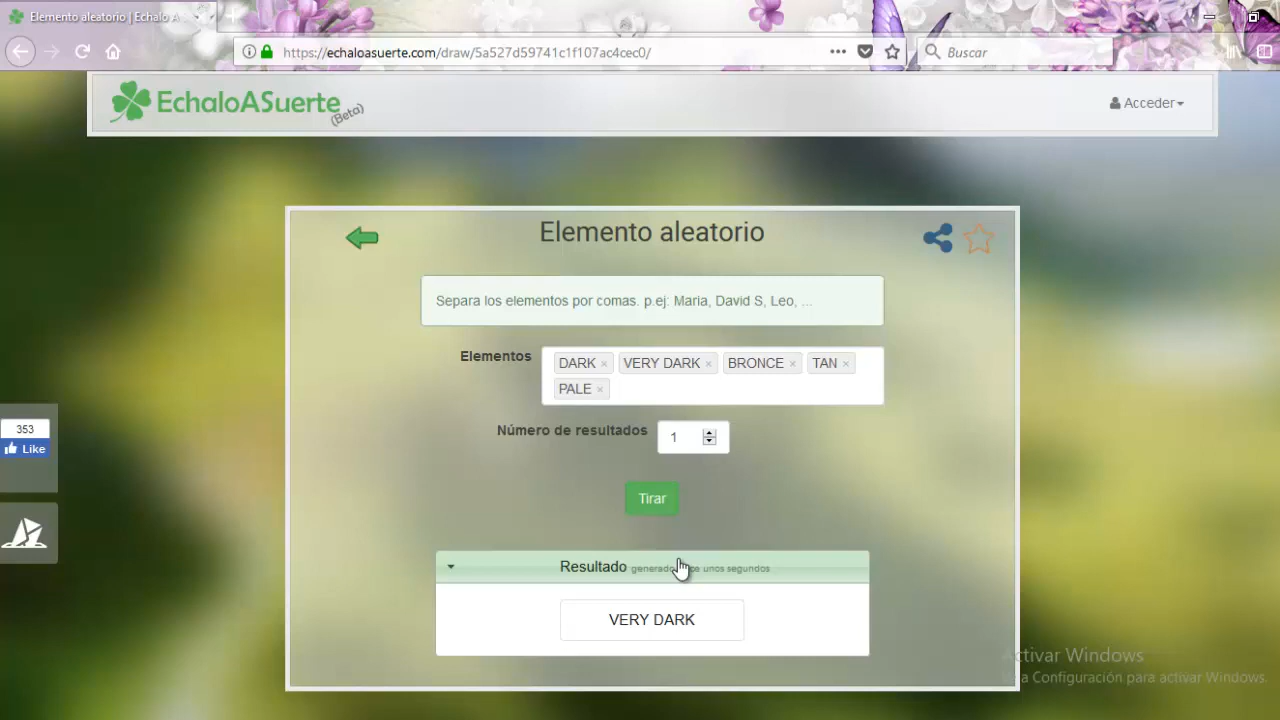 Elemento aleatorio | Echalo A
https://echaloasuerte.com/draw/5a527d59741c1f107ac4cec0/
Buscar
EchaloASuerte
(Beta)
Acceder
Elemento aleatorio
Separa los elementos por comas. p.ej: Maria, David S, Leo, ...
Elementos
DARK × VERY DARK × BRONCE × TAN ×
PALE ×
Número de resultados 1
353
Like
Tirar
Resultado unos segundos
VERY DARK
Activar Windows
a Configuración para activar Windows.